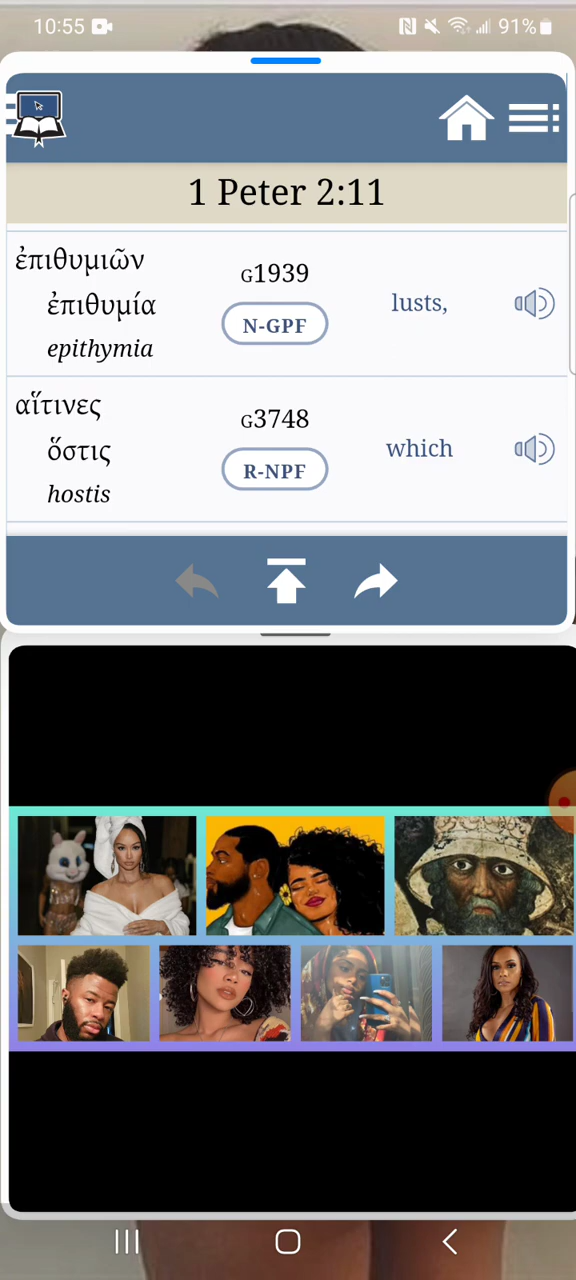 10:55 91%
1 Peter 2:11
ἐπιθυμιῶν
ἐπιθυμία
epithymia
G1939
N-GPF
lusts,
αἵτινες
ὅστις
hostis
G3748
R-NPF
which